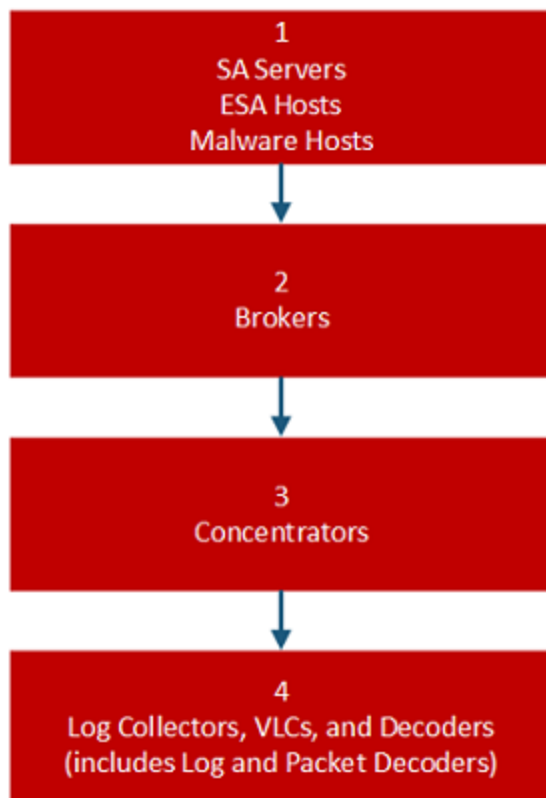 1
SA Servers
ESA Hosts
Malware Hosts
2
Brokers
3
Concentrators
4
Log Collectors, VLCs, and Decoders
(includes Log and Packet Decoders)